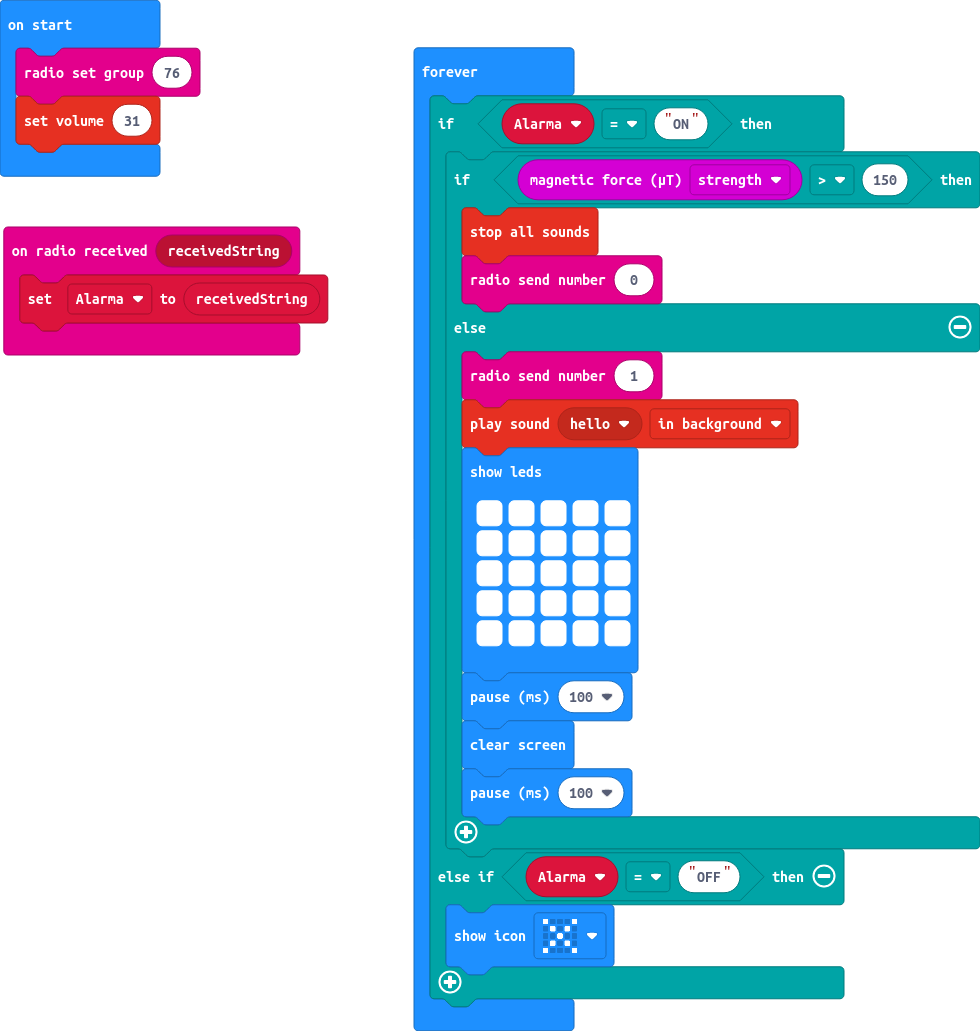 on start
radio set group 76
set volume 31
on radio received receivedString
set Alarma to receivedString
forever
if Alarma = "ON" then
if magnetic force (µT) strength > 150 then
stop all sounds
radio send number 0
else
radio send number 1
play sound hello in background
show leds
pause (ms) 100
clear screen
pause (ms) 100
else if Alarma = "OFF" then
show icon